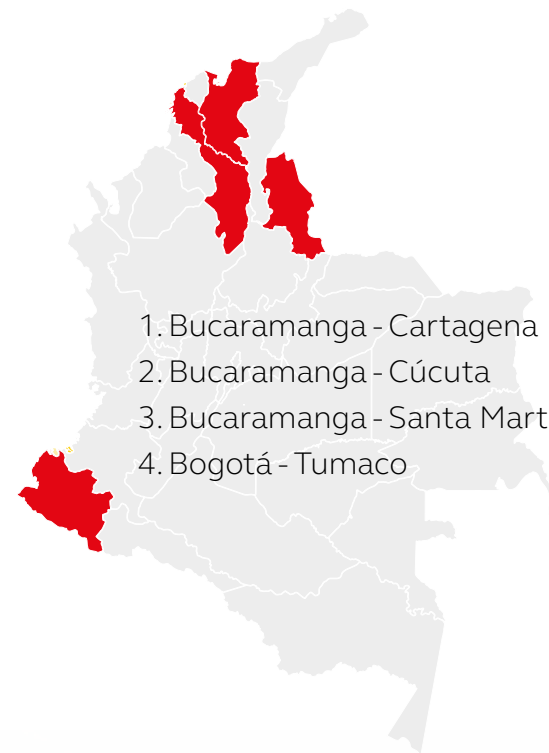 1. Bucaramanga - Cartagena
2. Bucaramanga - Cúcuta
3. Bucaramanga - Santa Mart
4. Bogotá - Tumaco